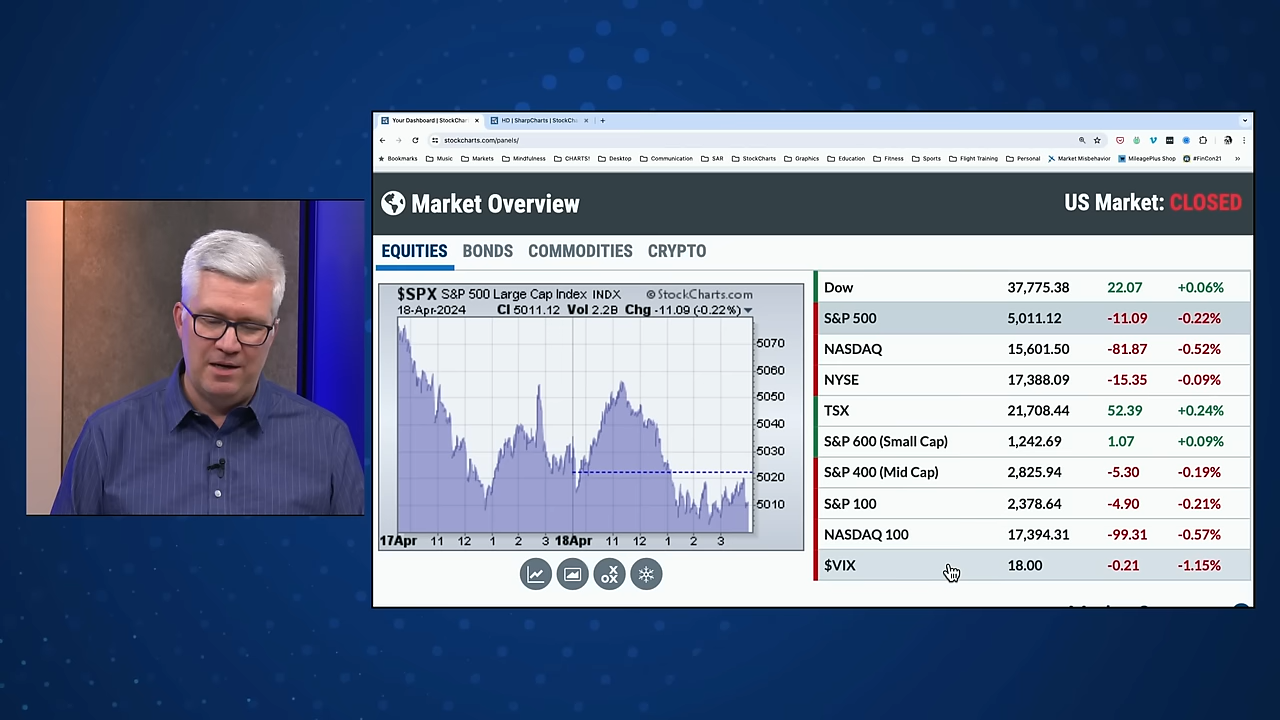 Your Dashboard | StockChar
HD | SharpCharts | StockCha
stockcharts.com/panels/
Bookmarks Music Markets Mindfulness CHARTS! Desktop Communication SAR StockCharts Graphics Education Fitness Sports Flight Training Personal Market Misbehavior MileagePlus Shop #FinCon21
Market Overview
US Market: CLOSED
EQUITIES BONDS COMMODITIES CRYPTO
$SPX S&P 500 Large Cap Index INDX © StockCharts.com
18-Apr-2024 Cl 5011.12 Vol 2.2B Chg -11.09 (-0.22%)
5070
5060
5050
5040
5030
5020
5010
17Apr 11 12 1 2 3 18Apr 11 12 1 2 3
X
OX
Dow 37,775.38 22.07 +0.06%
S&P 500 5,011.12 -11.09 -0.22%
NASDAQ 15,601.50 -81.87 -0.52%
NYSE 17,388.09 -15.35 -0.09%
TSX 21,708.44 52.39 +0.24%
S&P 600 (Small Cap) 1,242.69 1.07 +0.09%
S&P 400 (Mid Cap) 2,825.94 -5.30 -0.19%
S&P 100 2,378.64 -4.90 -0.21%
NASDAQ 100 17,394.31 -99.31 -0.57%
$VIX 18.00 -0.21 -1.15%